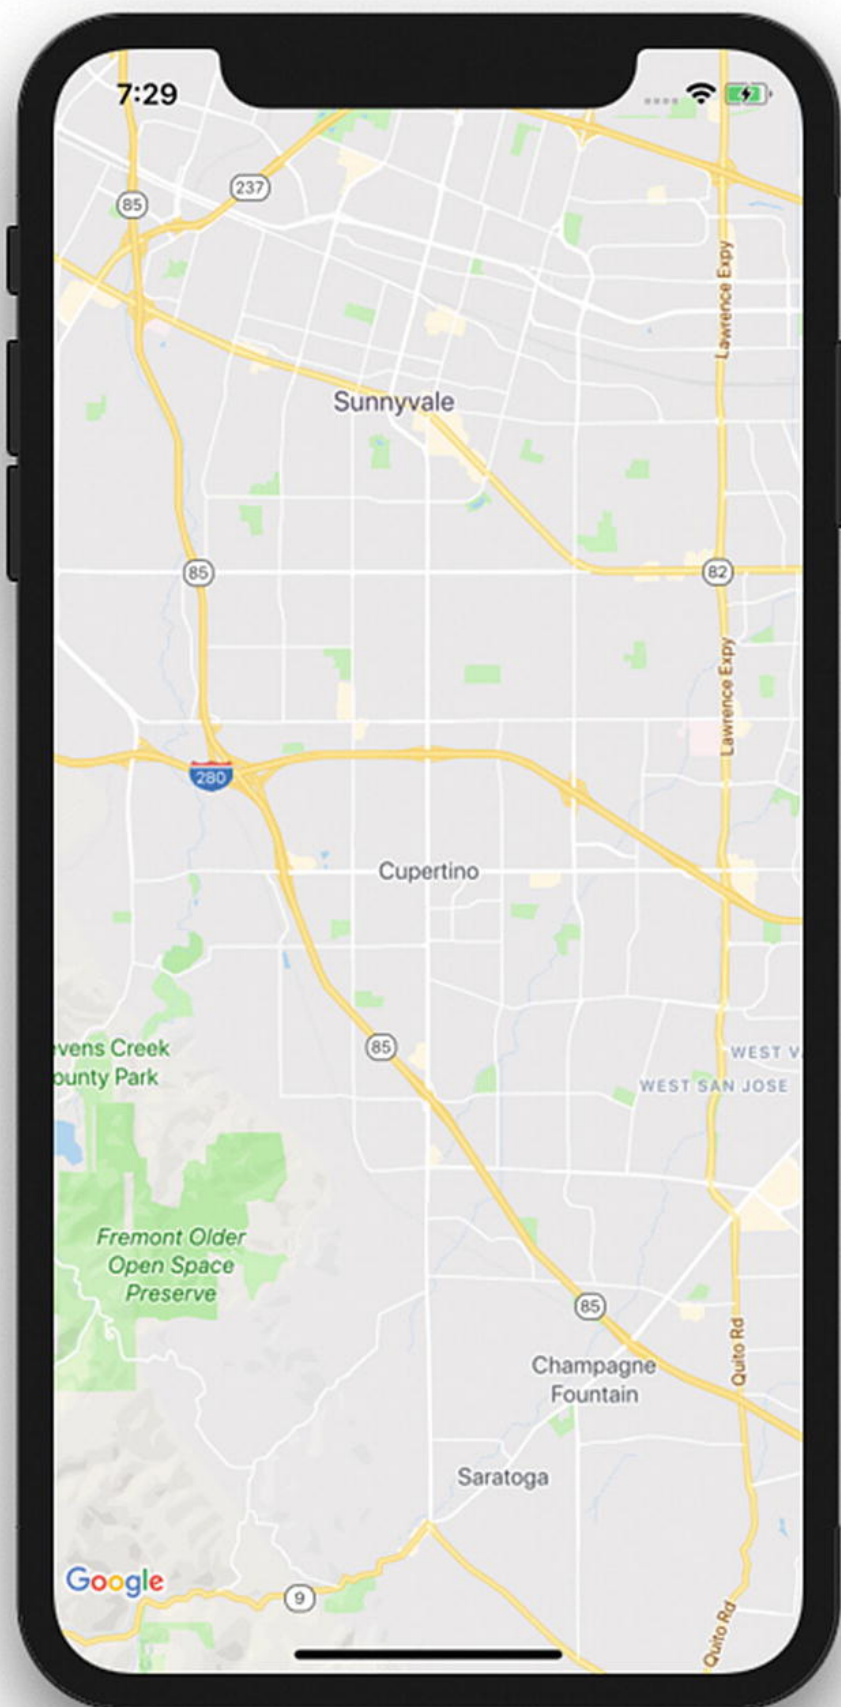 7:29
237
85
Lawrence Expy
Sunnyvale
85
82
Lawrence Expy
280
Cupertino
85
evens Creek
ounty Park
WEST V
WEST SAN JOSE
Fremont Older
Open Space
Preserve
85
Quito Rd
Champagne
Fountain
Saratoga
Google
9
Quito Rd